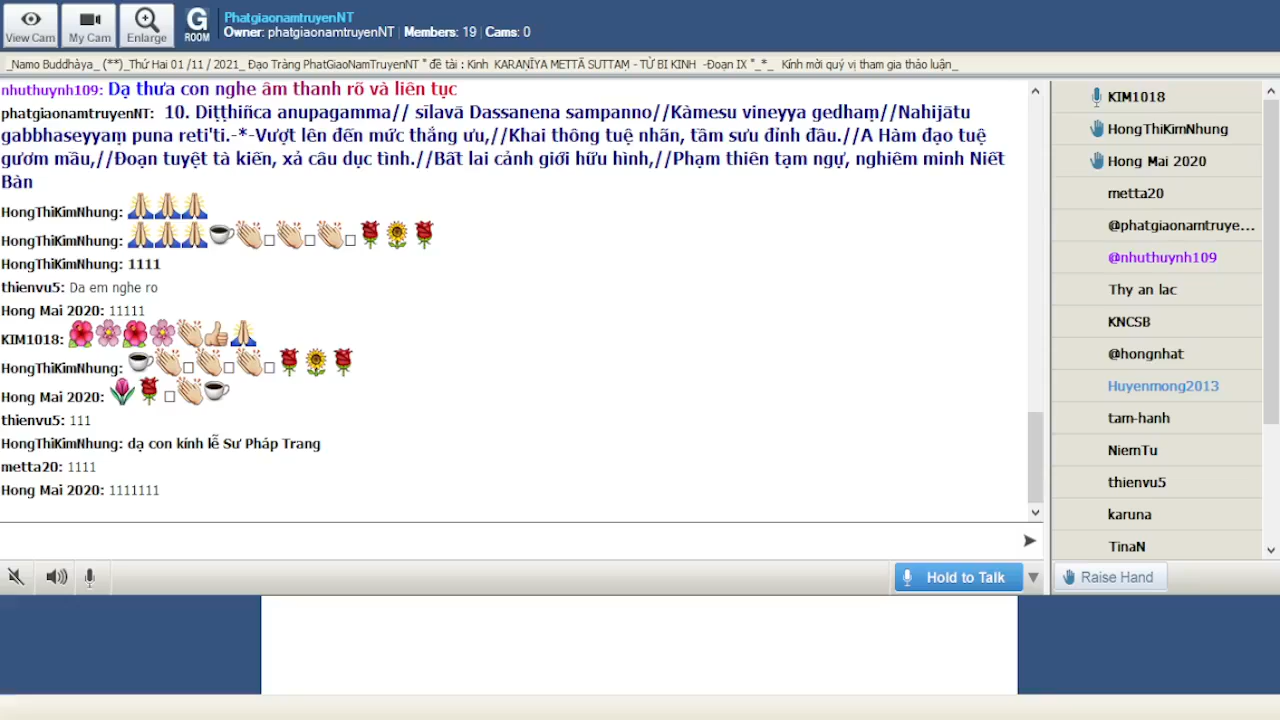 View Cam
My Cam
Enlarge
G
ROOM
PhatgiaonamtruyenNT
Owner: phatgiaonamtruyenNT | Members: 19 | Cams: 0
_Namo Buddhàya_ (**)_Thứ Hai 01 /11 / 2021_ Đạo Tràng PhatGiaoNamTruyenNT " đề tài : Kinh KARAṆĪYA METTĀ SUTTAṂ - TỪ BI KINH -Đoạn IX "_*_ Kính mời quý vị tham gia thảo luận_
nhuthuynh109: Dạ thưa con nghe âm thanh rõ và liên tục
phatgiaonamtruyenNT: 10. Diṭṭhiñca anupagamma// sīlavā Dassanena sampanno//Kàmesu vineyya gedhaṃ//Nahijātu
gabbhaseyyaṃ puna reti'ti.-*-Vượt lên đến mức thắng ưu,//Khai thông tuệ nhãn, tầm sưu đỉnh đầu.//A Hàm đạo tuệ
gươm mầu,//Đoạn tuyệt tà kiến, xả câu dục tình.//Bất lai cảnh giới hữu hình,//Phạm thiên tạm ngự, nghiêm minh Niết
Bàn
HongThiKimNhung:
HongThiKimNhung:
HongThiKimNhung: 1111
thienvu5: Da em nghe ro
Hong Mai 2020: 11111
KIM1018:
HongThiKimNhung:
Hong Mai 2020:
thienvu5: 111
HongThiKimNhung: dạ con kính lễ Sư Pháp Trang
metta20: 1111
Hong Mai 2020: 1111111
Hold to Talk
KIM1018
HongThiKimNhung
Hong Mai 2020
metta20
@phatgiaonamtruye...
@nhuthuynh109
Thy an lac
KNCSB
@hongnhat
Huyenmong2013
tam-hanh
NiemTu
thienvu5
karuna
TinaN
Raise Hand